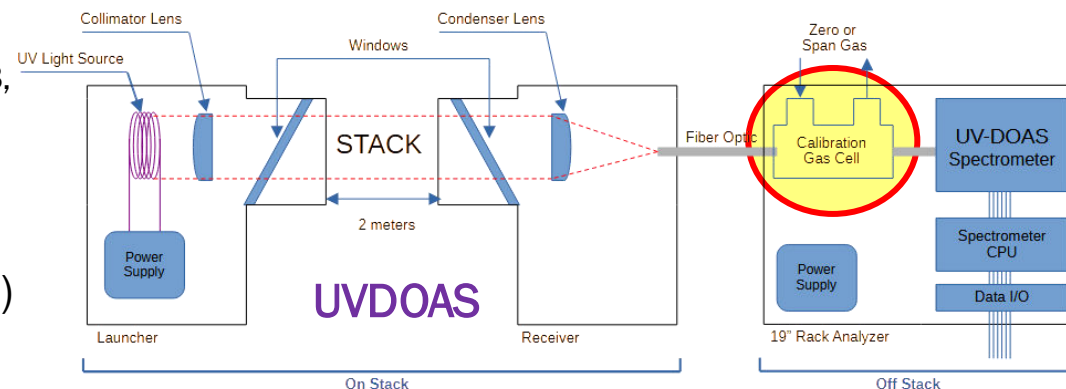 Collimator Lens
Condenser Lens
Zero or
Span Gas
UV Light Source
Windows
s,
STACK
Fiber Optic
Calibration
Gas Cell
UV-DOAS
Spectrometer
2 meters
Power
Supply
Spectrometer
CPU
Power
Supply
)
UVDOAS
Data I/O
Launcher
Receiver
19” Rack Analyzer
On Stack
Off Stack